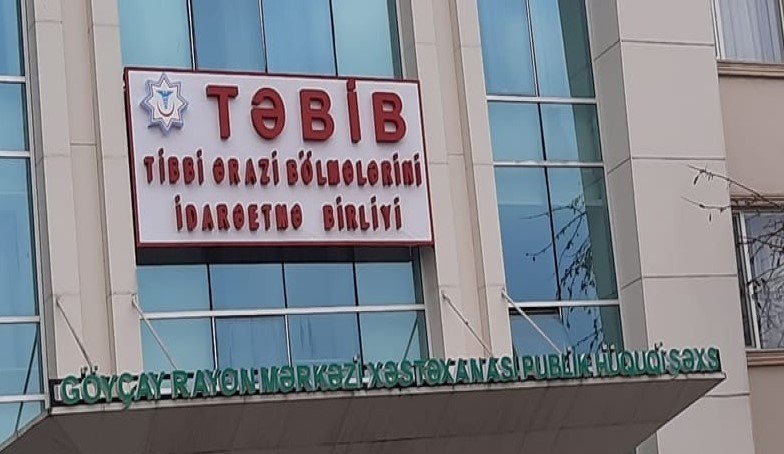 TƏBİB
TİBBİ ƏRAZİ BÖLMƏLƏRİNİ
İDARƏETMƏ BİRLİYİ
GÖYÇAY RAYON MƏRKƏZİ XƏSTƏXANASI PUBLİK HÜQUQİ ŞƏXS